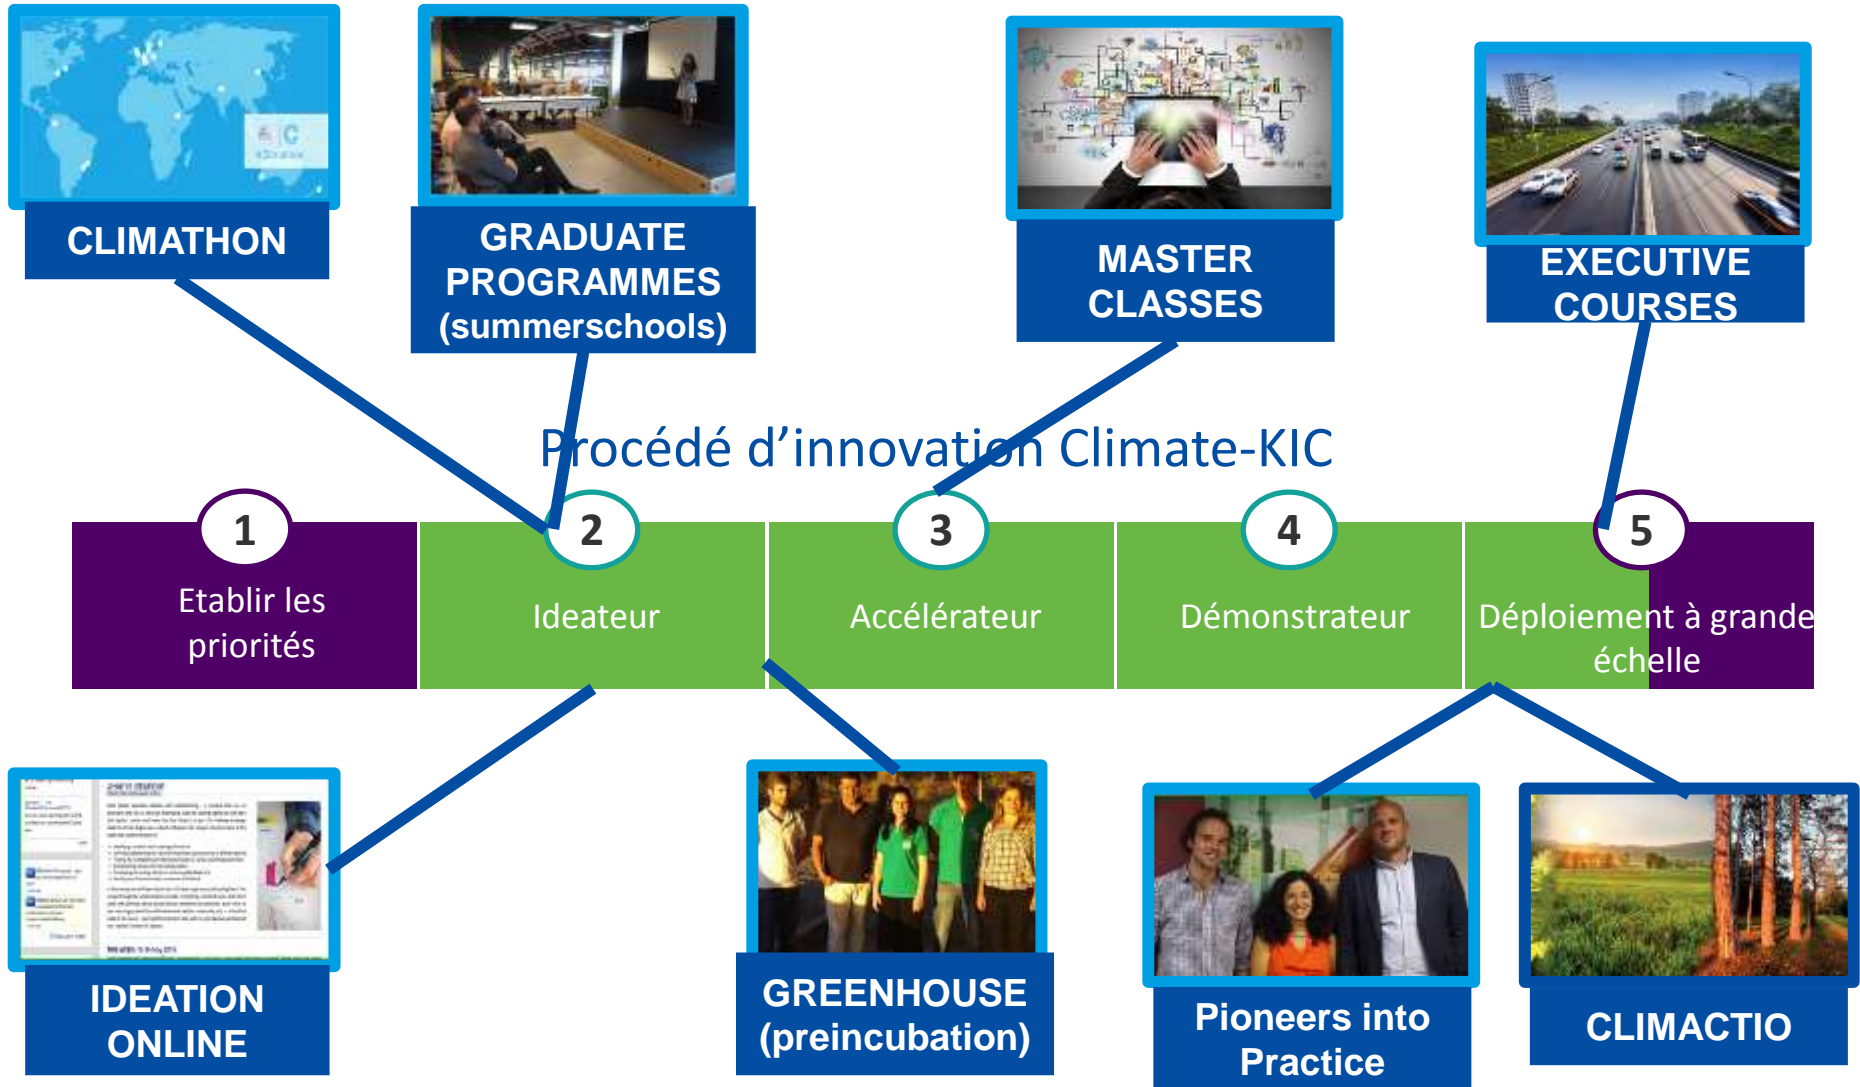 CLIMATHON
GRADUATE
PROGRAMMES
(summerschools)
MASTER
CLASSES
EXECUTIVE
COURSES
Procédé d’innovation Climate-KIC
1
2
3
4
5
Etablir les
priorités
Ideateur
Accélérateur
Démonstrateur
Déploiement à grande
échelle
IDEATION
ONLINE
GREENHOUSE
(preincubation)
Pioneers into
Practice
CLIMACTIO